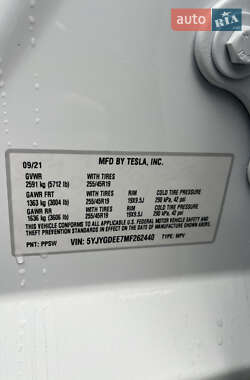 AUTO.RIA
09/21 MFD BY TESLA, INC.
GVWR WITH TIRES
2591 kg (5712 lb) 255/45R19
GAWR FRT WITH TIRES RIM COLD TIRE PRESSURE
1363 kg (3004 lb) 255/45R19 19X9.5J 290 kPa, 42 psi
GAWR RR WITH TIRES RIM COLD TIRE PRESSURE
1636 kg (3606 lb) 255/45R19 19X9.5J 290 kPa, 42 psi
THIS VEHICLE CONFORMS TO ALL APPLICABLE FEDERAL MOTOR VEHICLE SAFETY
AND THEFT PREVENTION STANDARDS IN EFFECT ON THE DATE OF MANUFACTURE
SHOWN ABOVE.
PNT: PPSW VIN: 5YJYGDEE7MF262440 TYPE: MPV